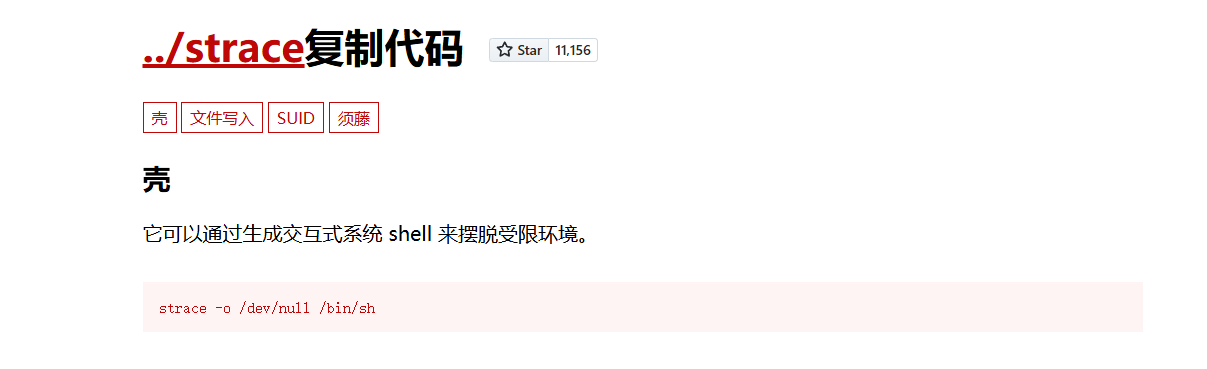 ../strace复制代码 Star 11,156
壳 文件写入 SUID 须藤
壳
它可以通过生成交互式系统 shell 来摆脱受限环境。
strace -o /dev/null /bin/sh